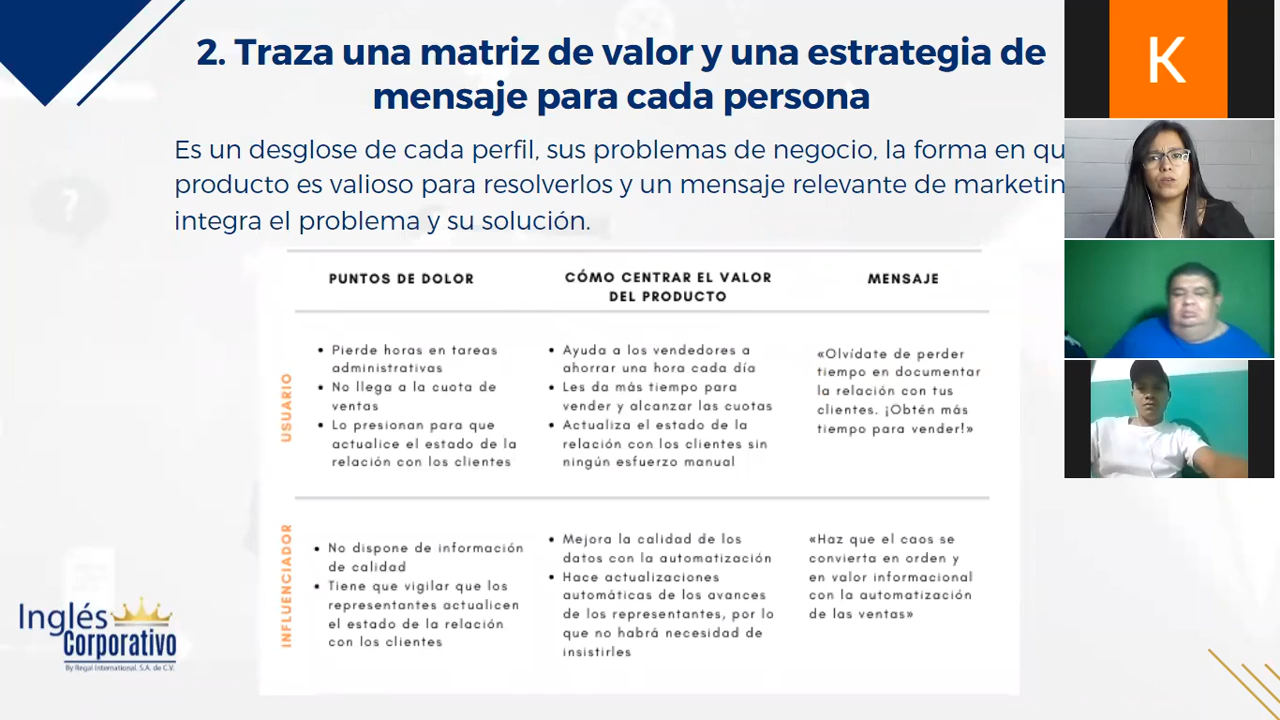 2. Traza una matriz de valor y una estrategia de
mensaje para cada persona
Es un desglose de cada perfil, sus problemas de negocio, la forma en qu
producto es valioso para resolverlos y un mensaje relevante de marketin
integra el problema y su solución.
PUNTOS DE DOLOR
CÓMO CENTRAR EL VALOR
DEL PRODUCTO
MENSAJE
USUARIO
• Pierde horas en tareas
administrativas
• No llega a la cuota de
ventas
• Lo presionan para que
actualice el estado de la
relación con los clientes
• Ayuda a los vendedores a
ahorrar una hora cada día
• Les da más tiempo para
vender y alcanzar las cuotas
• Actualiza el estado de la
relación con los clientes sin
ningún esfuerzo manual
«Olvídate de perder
tiempo en documentar
la relación con tus
clientes. ¡Obtén más
tiempo para vender!»
INFLUENCIADOR
• No dispone de información
de calidad
• Tiene que vigilar que los
representantes actualicen
el estado de la relación
con los clientes
• Mejora la calidad de los
datos con la automatización
• Hace actualizaciones
automáticas de los avances
de los representantes, por lo
que no habrá necesidad de
insistirles
«Haz que el caos se
convierta en orden y
en valor informacional
con la automatización
de las ventas»
Inglés
Corporativo
By Regal International, S.A. de C.V.
K
?